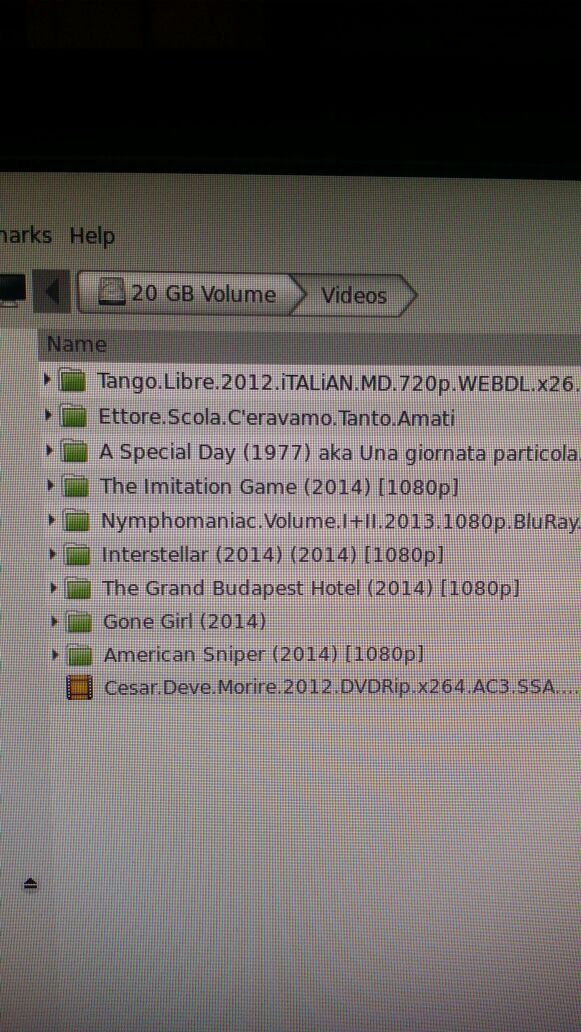 Help
20 GB Volume Videos
Name
Tango.Libre.2012.iTALiAN.MD.720p.WEBDL.x26.
Ettore.Scola.C'eravamo.Tanto.Amati
A Special Day (1977) aka Una giornata particola
The Imitation Game (2014) [1080p]
Nymphomaniac.Volume.I+II.2013.1080p.BluRay.
Interstellar (2014) (2014) [1080p]
The Grand Budapest Hotel (2014) [1080p]
Gone Girl (2014)
American Sniper (2014) [1080p]
Cesar.Deve.Morire.2012.DVDRip.x264.AC3.SSA....